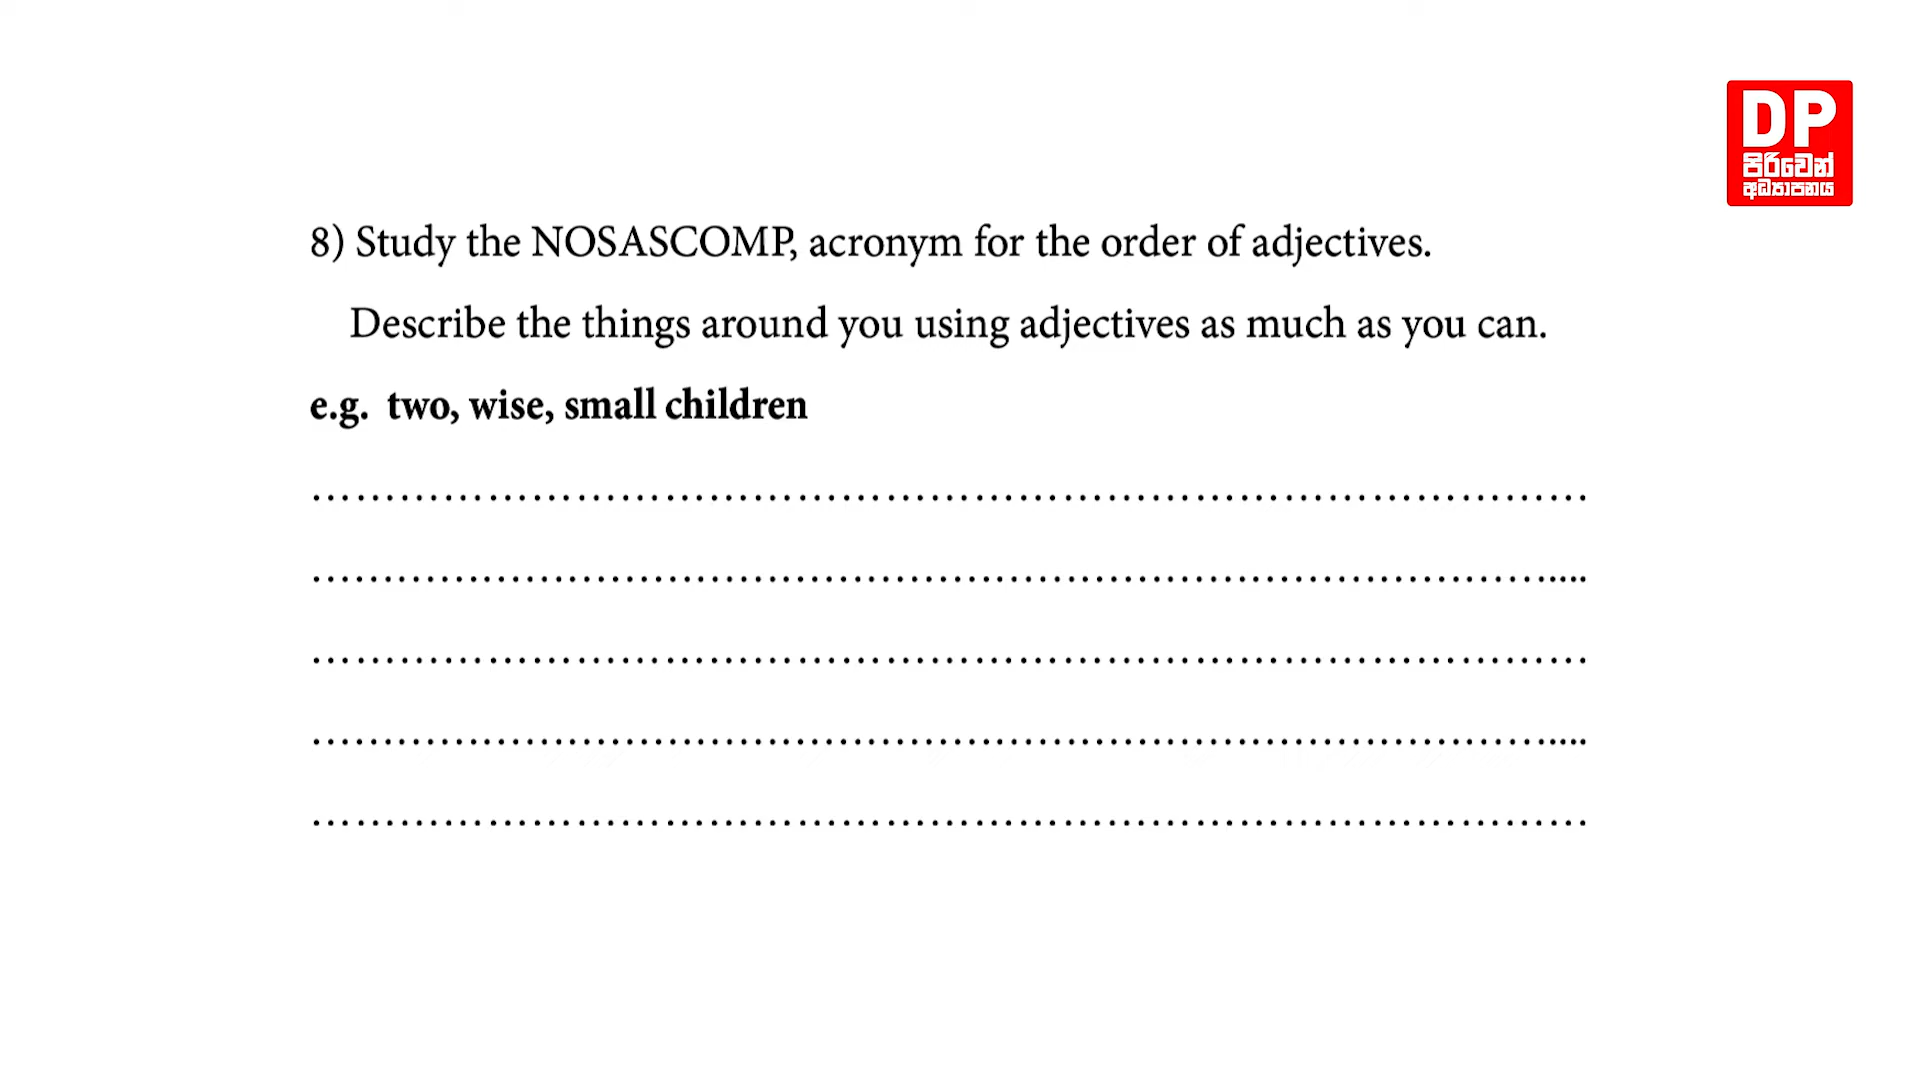 DP
පිරිවෙන්
අධ්‍යාපනය
8) Study the NOSASCOMP, acronym for the order of adjectives.
Describe the things around you using adjectives as much as you can.
e.g. two, wise, small children